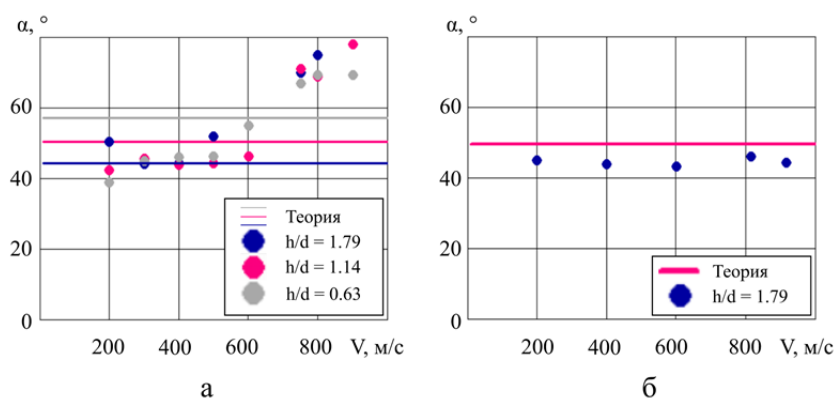 α, °
60
40
20
0
200 400 600 800 V, м/с
Теория
h/d = 1.79
h/d = 1.14
h/d = 0.63
а
α, °
60
40
20
0
200 400 600 800 V, м/с
Теория
h/d = 1.79
б